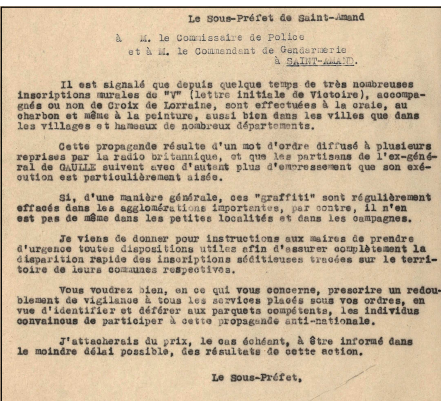 Le Sous-Préfet de Saint-Amand
à M. le Commissaire de Police
et à M. le Commandant de Gendarmerie
à SAINT-AMAND.
Il est signalé que depuis quelque temps de très nombreuses
inscriptions murales de "V" (lettre initiale de Victoire), accompa-
gnés ou non de Croix de Lorraine, sont effectuées à la craie, au
charbon et même à la peinture, aussi bien dans les villes que dans
les villages et hameaux de nombreux départements.
Cette propagande résulte d'un mot d'ordre diffusé à plusieurs
reprises par la radio britannique, et que les partisans de l'ex-géné-
ral de GAULLE suivent avec d'autant plus d'empressement que son exé-
cution est particulièrement aisée.
Si, d'une manière générale, ces "graffiti" sont régulièrement
effacés dans les agglomérations importantes, par contre, il n'en
est pas de même dans les petites localités et dans les campagnes.
Je viens de donner pour instructions aux maires de prendre
d'urgence toutes dispositions utiles afin d'assurer complètement la
disparition rapide des inscriptions séditieuses tracées sur le terri-
toire de leurs communes respectives.
Vous voudrez bien, en ce qui vous concerne, prescrire un redou-
blement de vigilance à tous les services placés sous vos ordres, en
vue d'identifier et déférer aux parquets compétents, les individus
convaincus de participer à cette propagande anti-nationale.
J'attacherais du prix, le cas échéant, à être informé dans
le moindre délai possible, des résultats de cette action.
Le Sous-Préfet,